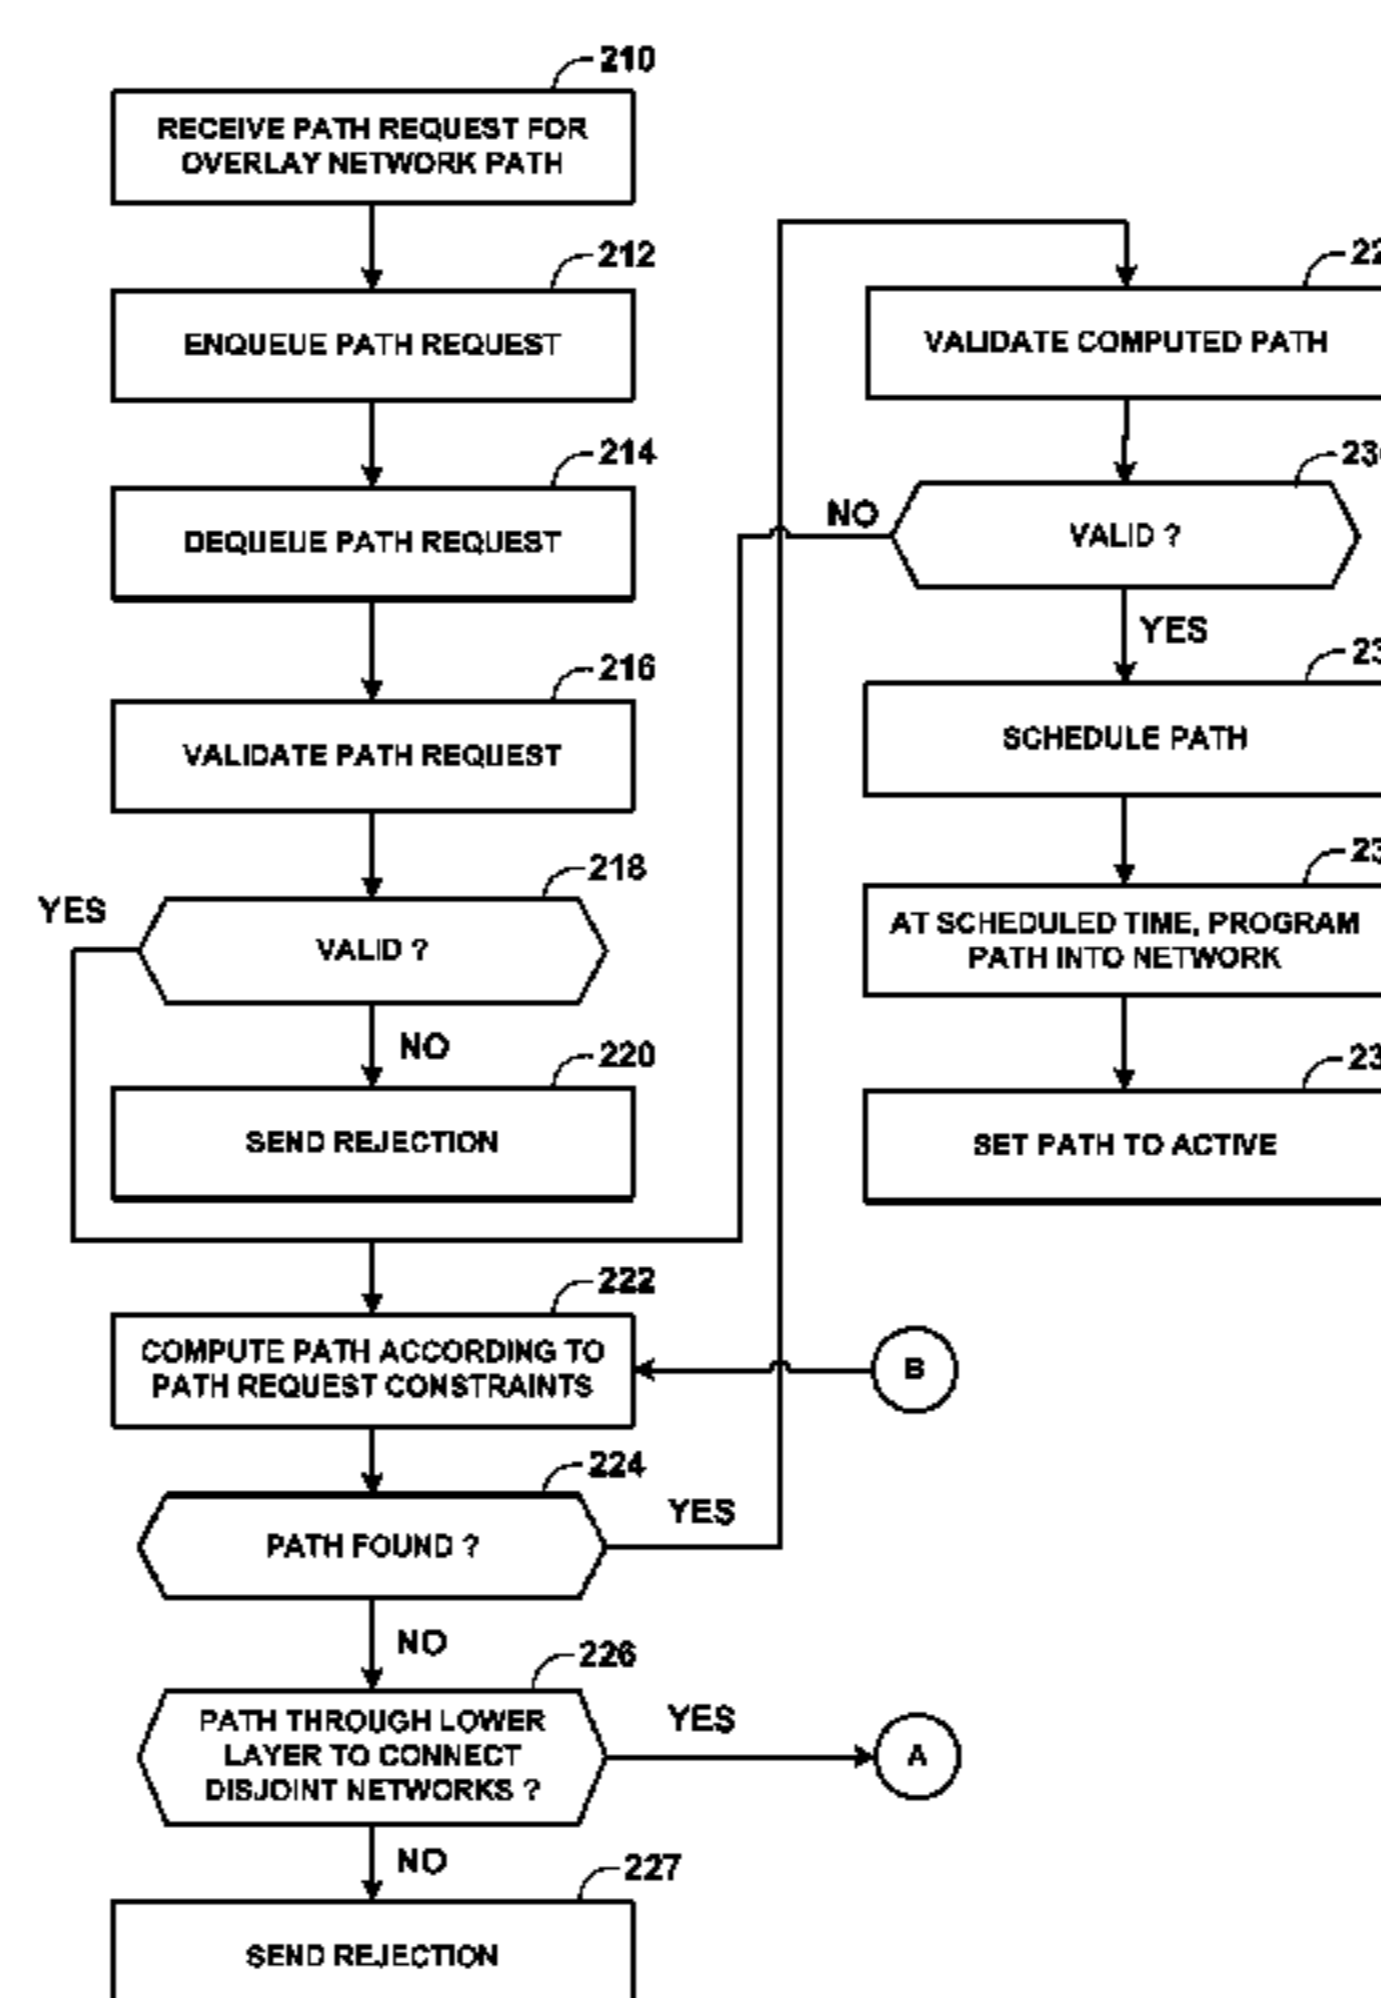 210
RECEIVE PATH REQUEST FOR
OVERLAY NETWORK PATH
212
ENQUEUE PATH REQUEST
214
DEQUEUE PATH REQUEST
216
VALIDATE PATH REQUEST
218
YES
VALID ?
NO
220
SEND REJECTION
222
COMPUTE PATH ACCORDING TO
PATH REQUEST CONSTRAINTS
B
224
PATH FOUND ?
YES
NO
226
PATH THROUGH LOWER
LAYER TO CONNECT
DISJOINT NETWORKS ?
YES
A
NO
227
SEND REJECTION
VALIDATE COMPUTED PATH
NO
VALID ?
YES
SCHEDULE PATH
AT SCHEDULED TIME, PROGRAM
PATH INTO NETWORK
SET PATH TO ACTIVE